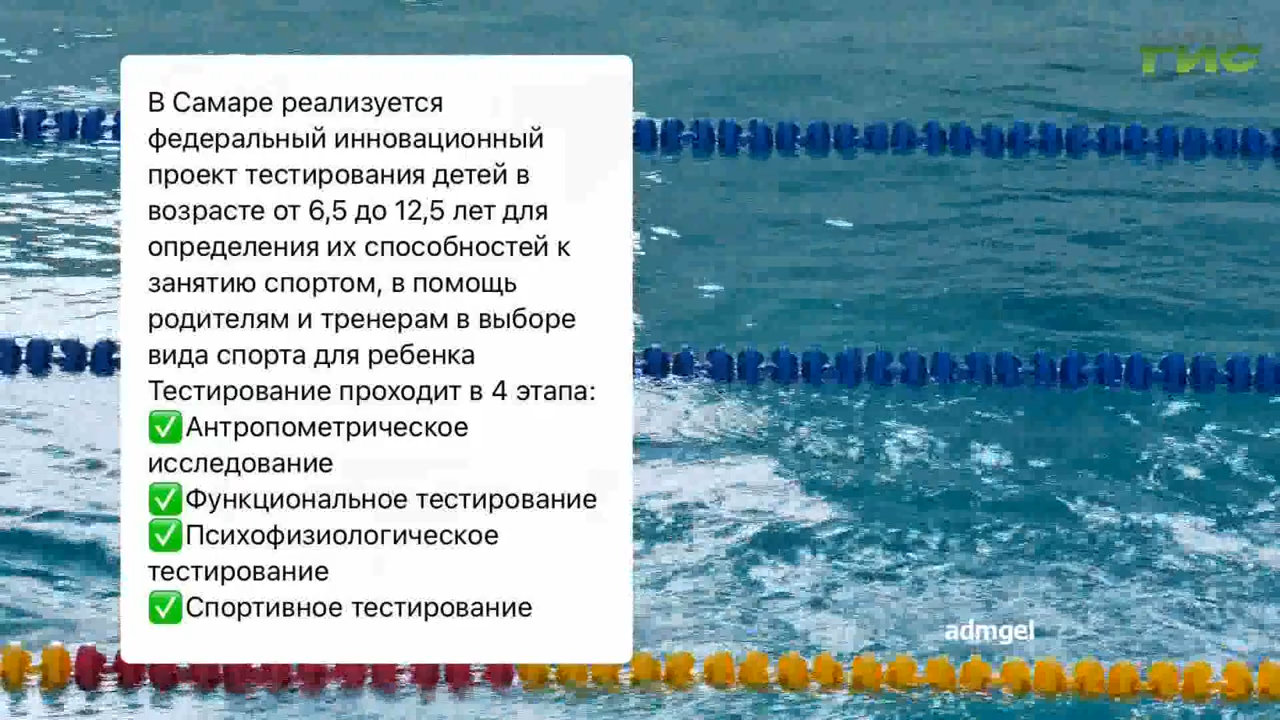 ГИС
В Самаре реализуется
федеральный инновационный
проект тестирования детей в
возрасте от 6,5 до 12,5 лет для
определения их способностей к
занятию спортом, в помощь
родителям и тренерам в выборе
вида спорта для ребенка
Тестирование проходит в 4 этапа:
✅Антропометрическое
исследование
✅Функциональное тестирование
✅Психофизиологическое
тестирование
✅Спортивное тестирование
admgel